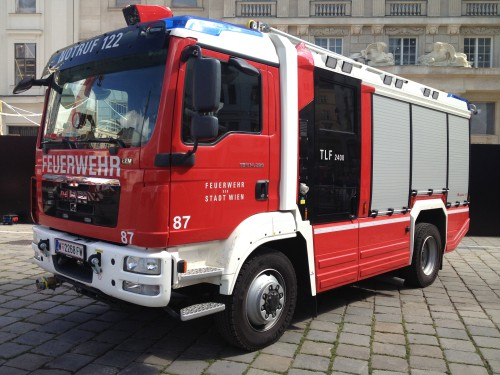 NOTRUF 122
FEUERWEHR
FEUERWEHR
DER
STADT WIEN
TLF 2400
87
87